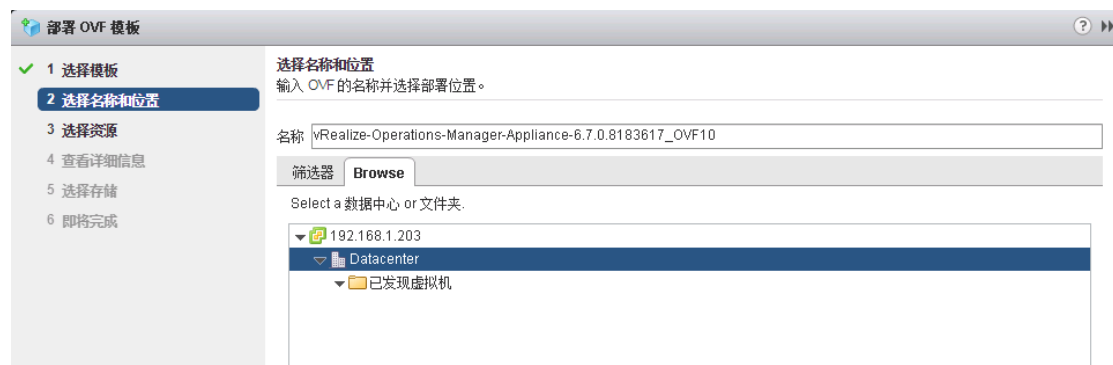 部署 OVF 模板
1 选择模板
2 选择名称和位置
3 选择资源
4 查看详细信息
5 选择存储
6 即将完成
选择名称和位置
输入 OVF 的名称并选择部署位置。
名称 vRealize-Operations-Manager-Appliance-6.7.0.8183617_OVF10
筛选器 Browse
Select a 数据中心 or 文件夹.
192.168.1.203
Datacenter
已发现虚拟机